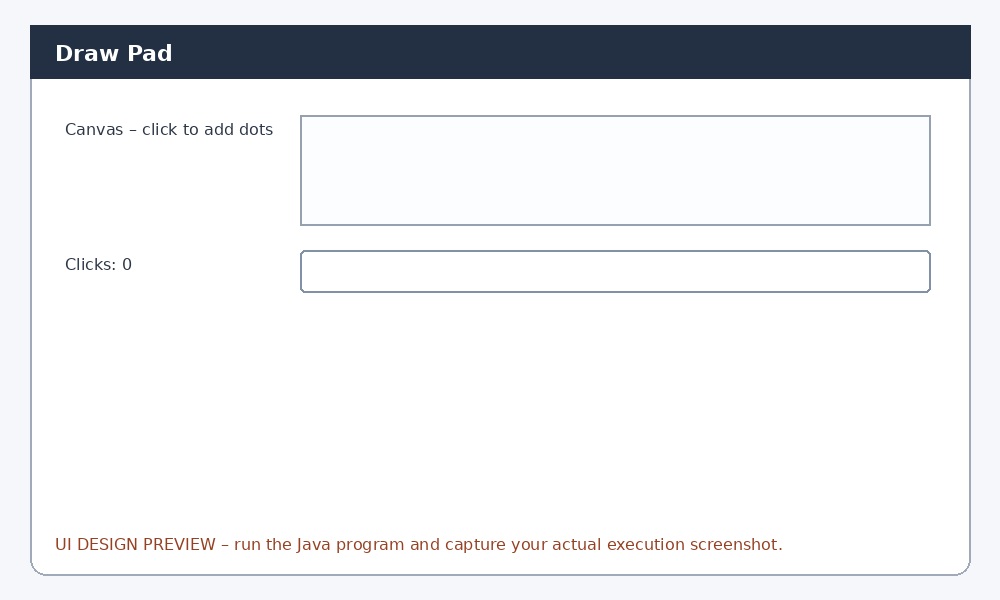 Draw Pad
Canvas – click to add dots
Clicks: 0
UI DESIGN PREVIEW – run the Java program and capture your actual execution screenshot.